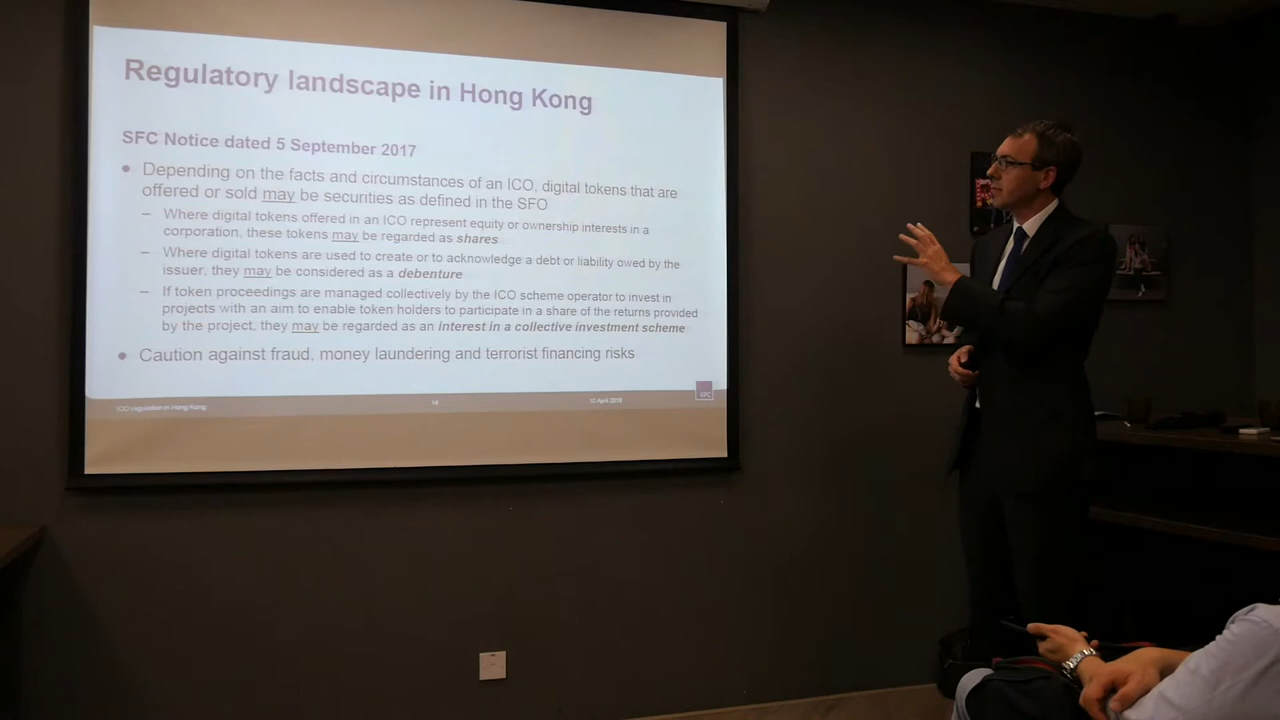 Regulatory landscape in Hong Kong
SFC Notice dated 5 September 2017
• Depending on the facts and circumstances of an ICO, digital tokens that are
offered or sold may be securities as defined in the SFO
– Where digital tokens offered in an ICO represent equity or ownership interests in a
corporation, these tokens may be regarded as shares
– Where digital tokens are used to create or to acknowledge a debt or liability owed by the
issuer, they may be considered as a debenture
– If token proceedings are managed collectively by the ICO scheme operator to invest in
projects with an aim to enable token holders to participate in a share of the returns provided
by the project, they may be regarded as an interest in a collective investment scheme
• Caution against fraud, money laundering and terrorist financing risks
ICO regulation in Hong Kong
14
10 April 2018
RPC